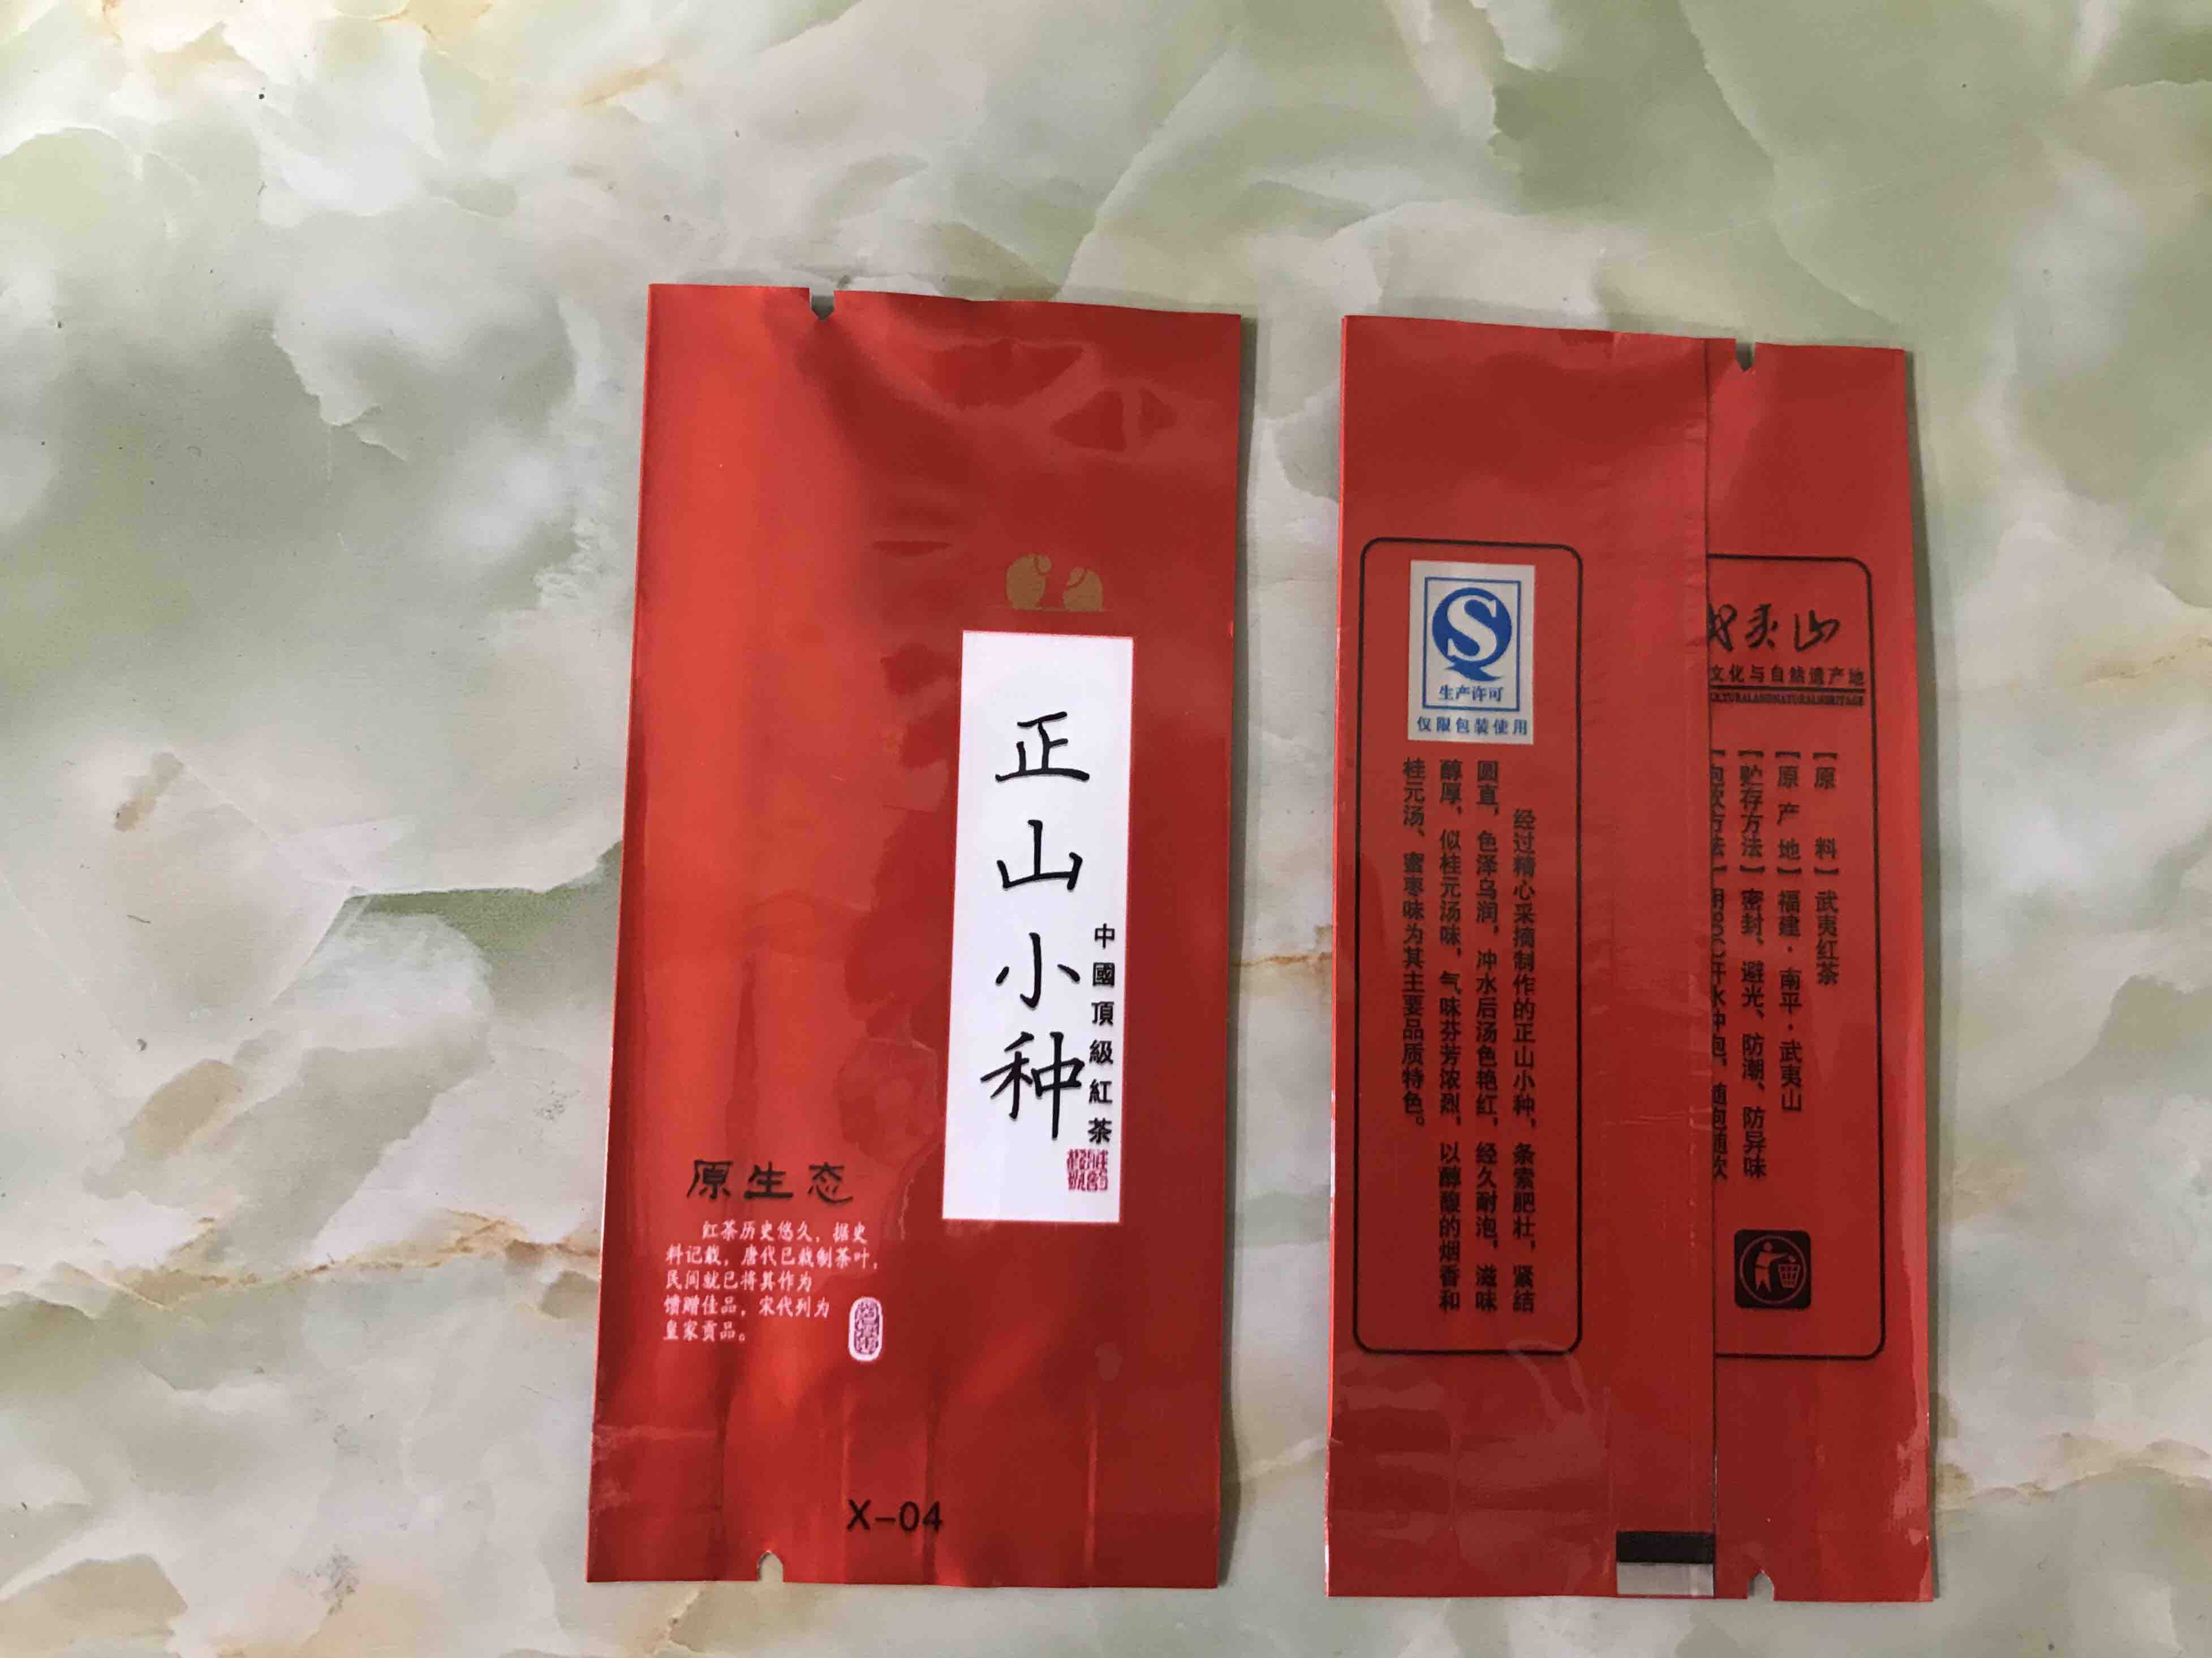 正山小种
中國頂級紅茶
原生态
紅茶历史悠久，据史
料记载，唐代已栽制茶叶，
民间就已将其作为
馈赠佳品，宋代列为
皇家贡品。
X-04
S
生产许可
仅限包装使用
经过精心采摘制作的正山小种，条索肥壮，紧结
圆直，色泽乌润，冲水后汤色艳红，经久耐泡，滋味
醇厚，似桂元汤味，气味芬芳浓烈，以醇馥的烟香和
桂元汤、蜜枣味为其主要品质特色。
夷山
文化与自然遗产地
【原料】武夷红茶
【原产地】福建·南平·武夷山
【贮存方法】密封、避光、防潮、防异味